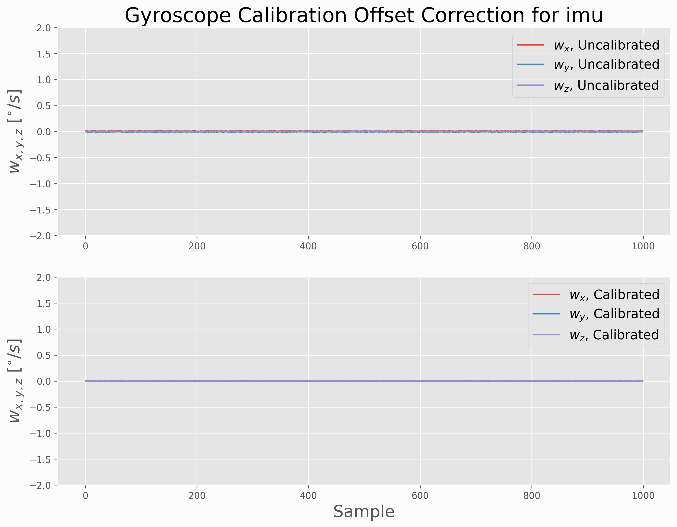 Gyroscope Calibration Offset Correction for imu
2.0
1.5
1.0
0.5
0.0
−0.5
−1.0
−1.5
−2.0
w_{x,y,z} [°/s]
w_x, Uncalibrated
w_y, Uncalibrated
w_z, Uncalibrated
0 200 400 600 800 1000
2.0
1.5
1.0
0.5
0.0
−0.5
−1.0
−1.5
−2.0
w_{x,y,z} [°/s]
w_x, Calibrated
w_y, Calibrated
w_z, Calibrated
0 200 400 600 800 1000
Sample